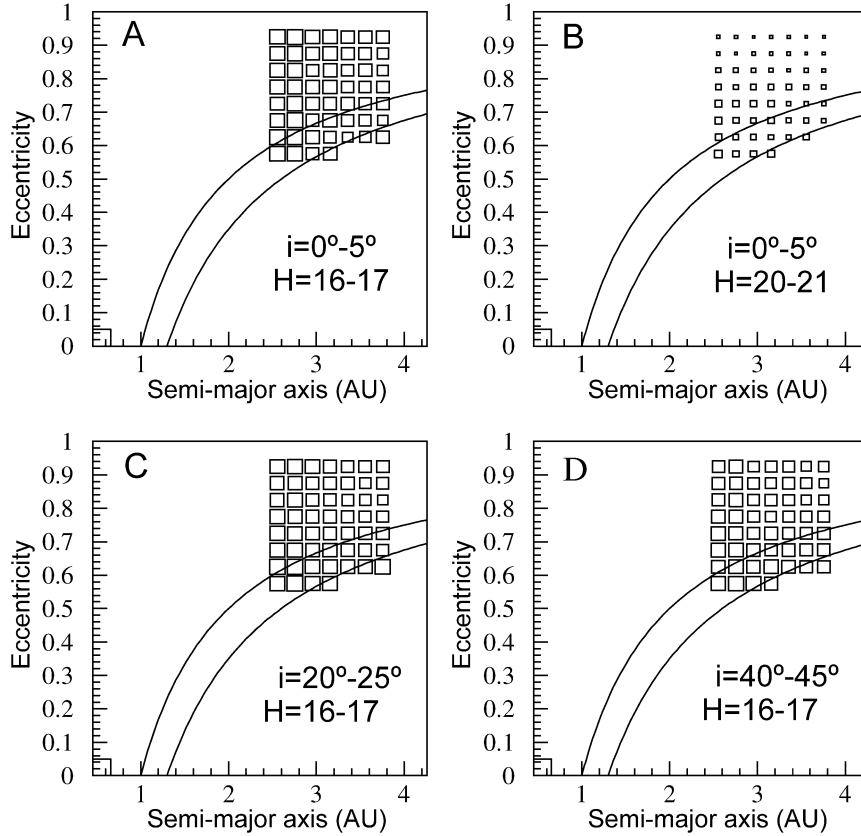 A
Eccentricity
1
0.9
0.8
0.7
0.6
0.5
0.4
0.3
0.2
0.1
0
i=0º-5º
H=16-17
1 2 3 4
Semi-major axis (AU)
B
Eccentricity
1
0.9
0.8
0.7
0.6
0.5
0.4
0.3
0.2
0.1
0
i=0º-5º
H=20-21
1 2 3 4
Semi-major axis (AU)
C
Eccentricity
1
0.9
0.8
0.7
0.6
0.5
0.4
0.3
0.2
0.1
0
i=20º-25º
H=16-17
1 2 3 4
Semi-major axis (AU)
D
Eccentricity
1
0.9
0.8
0.7
0.6
0.5
0.4
0.3
0.2
0.1
0
i=40º-45º
H=16-17
1 2 3 4
Semi-major axis (AU)